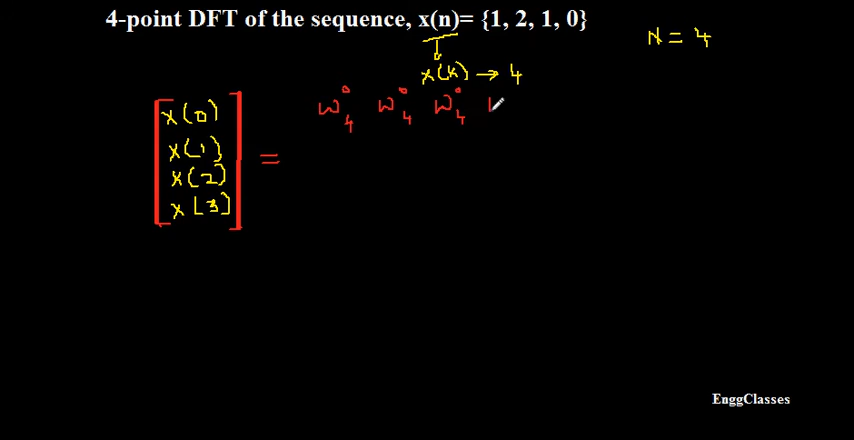 4-point DFT of the sequence, x(n)= {1, 2, 1, 0}
N = 4
x(k) → 4
W₄⁰ W₄⁰ W₄⁰
x(0)
x(1)
=
x(2)
x[3]
EnggClasses